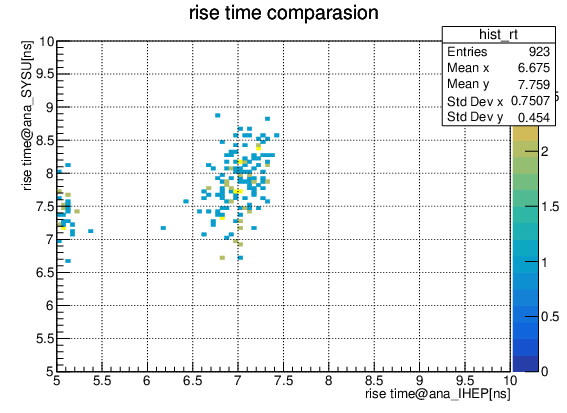 rise time comparasion
hist_rt
Entries 923
Mean x 6.675
Mean y 7.759
Std Dev x 0.7507
Std Dev y 0.454
rise time@ana_SYSU[ns]
10
9.5
9
8.5
8
7.5
7
6.5
6
5.5
5
5 5.5 6 6.5 7 7.5 8 8.5 9 9.5 10
rise time@ana_IHEP[ns]
2
1.5
1
0.5
0